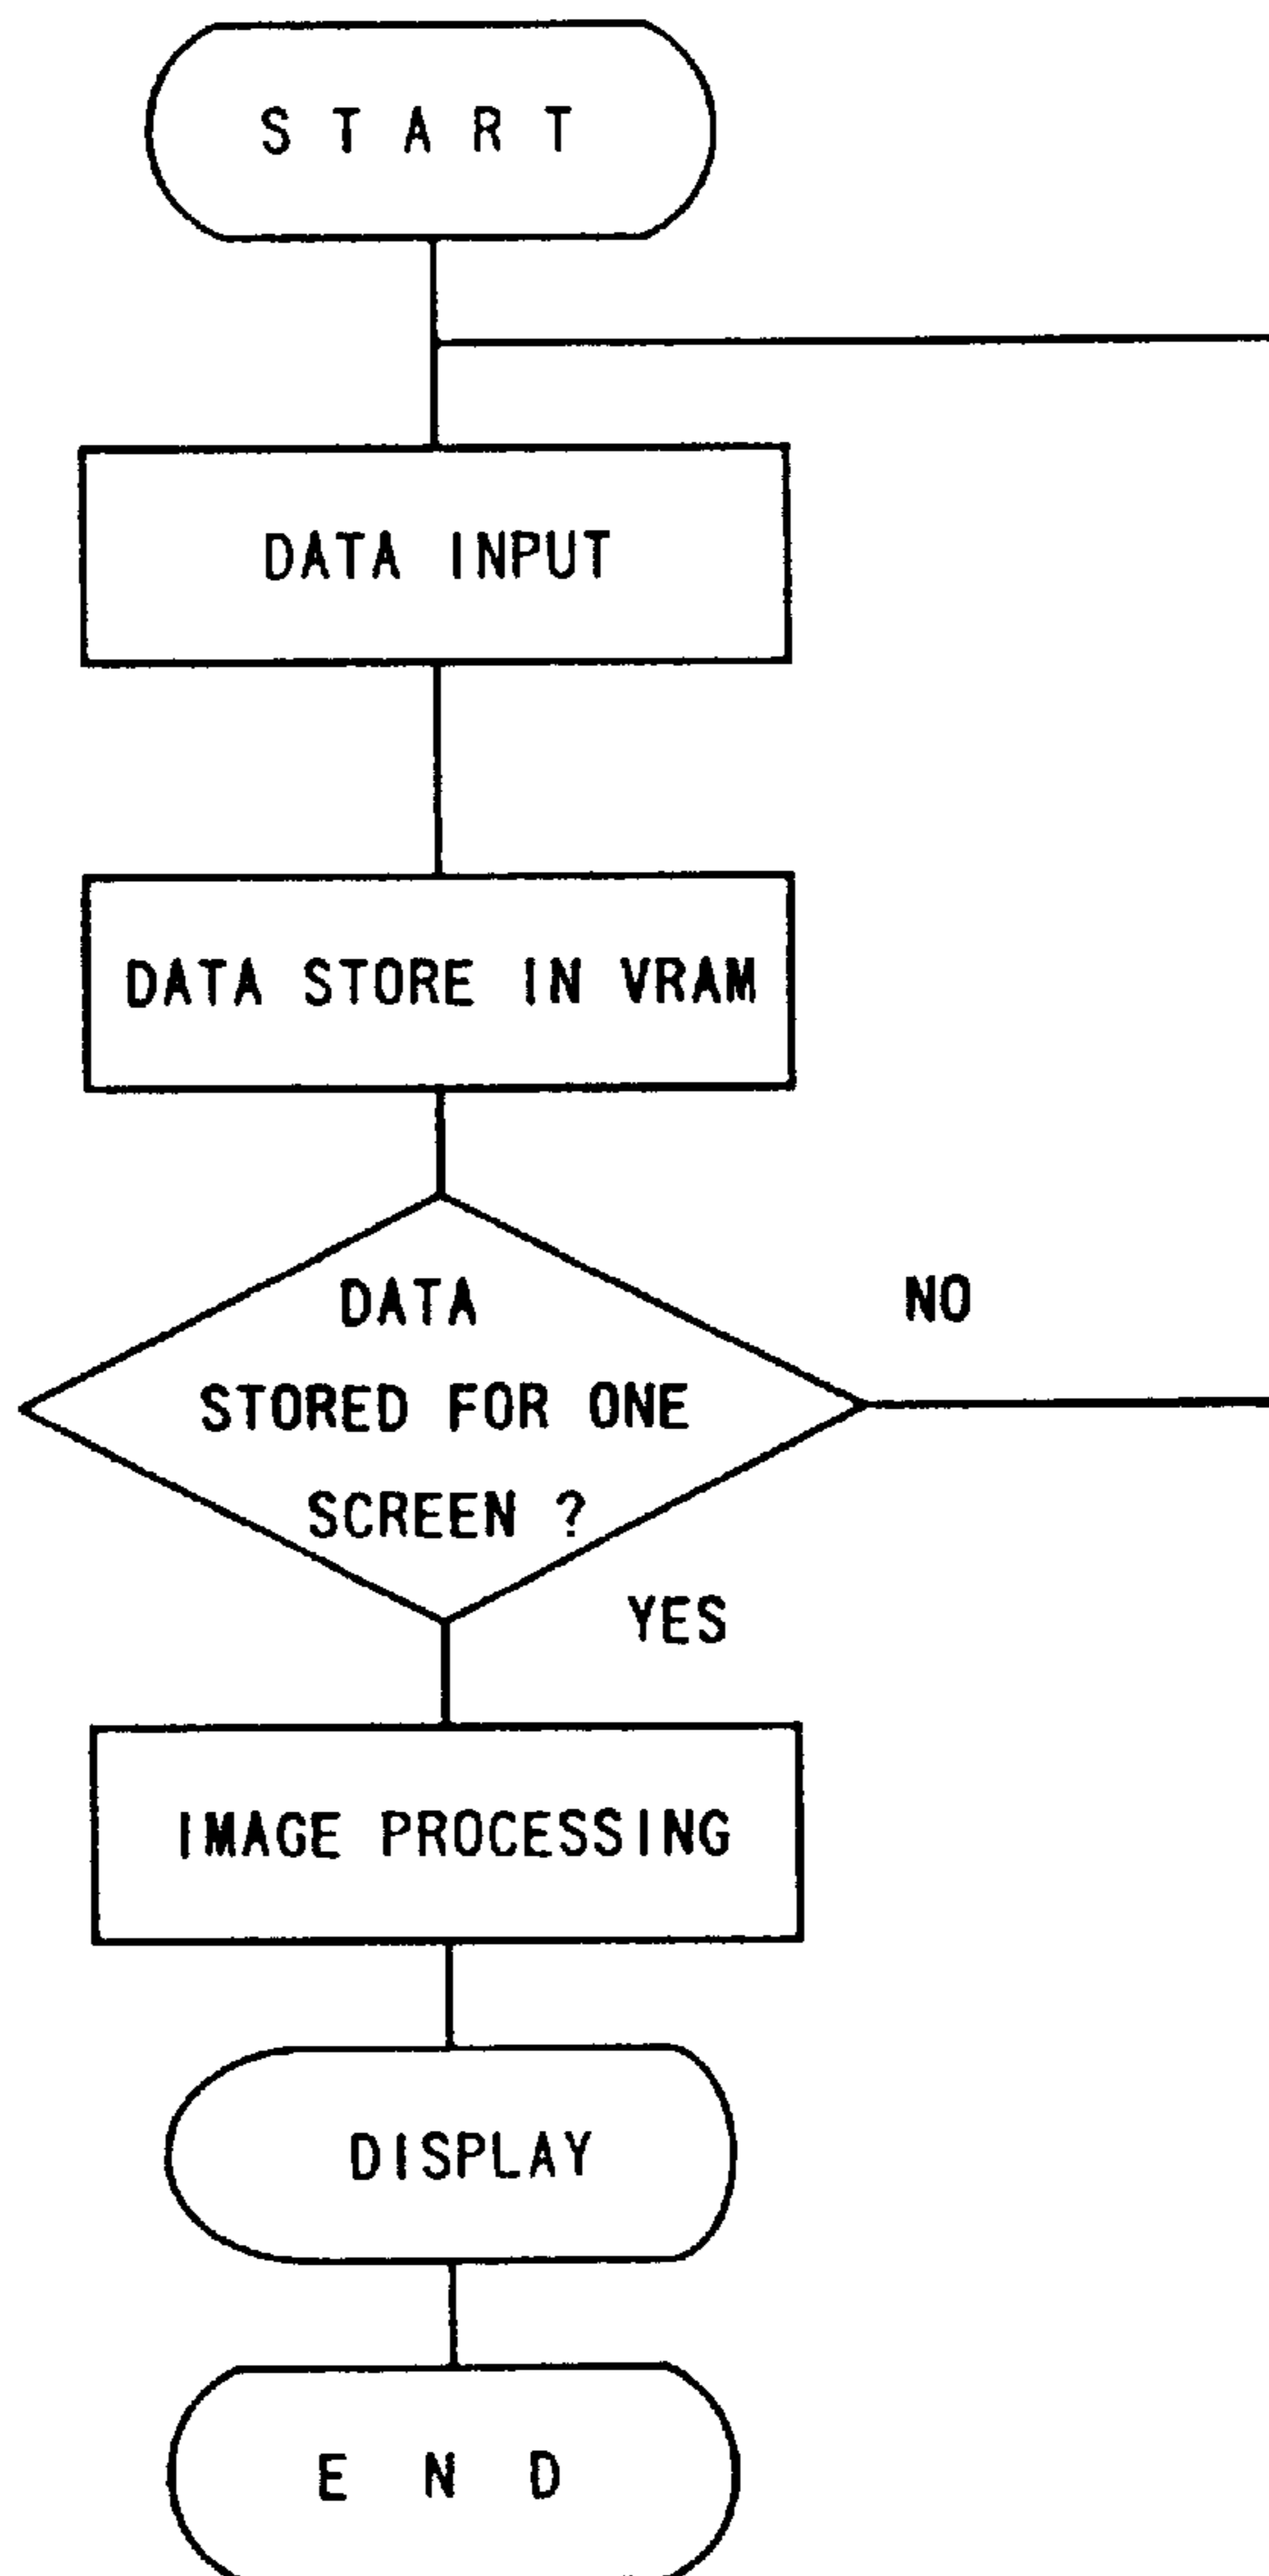 START
DATA INPUT
DATA STORE IN VRAM
DATA
STORED FOR ONE
SCREEN ?
NO
YES
IMAGE PROCESSING
DISPLAY
END